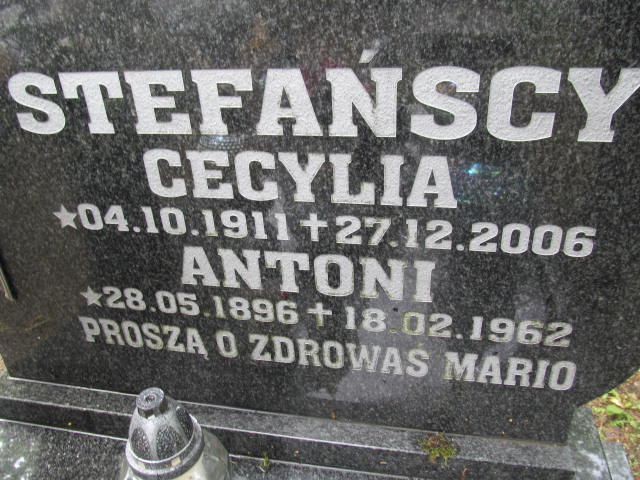 STEFAŃSCY
CECYLIA
★04.10.1911 ✝ 27.12.2006
ANTONI
★28.05.1896 ✝ 18.02.1962
PROSZĄ O ZDROWAS MARIO